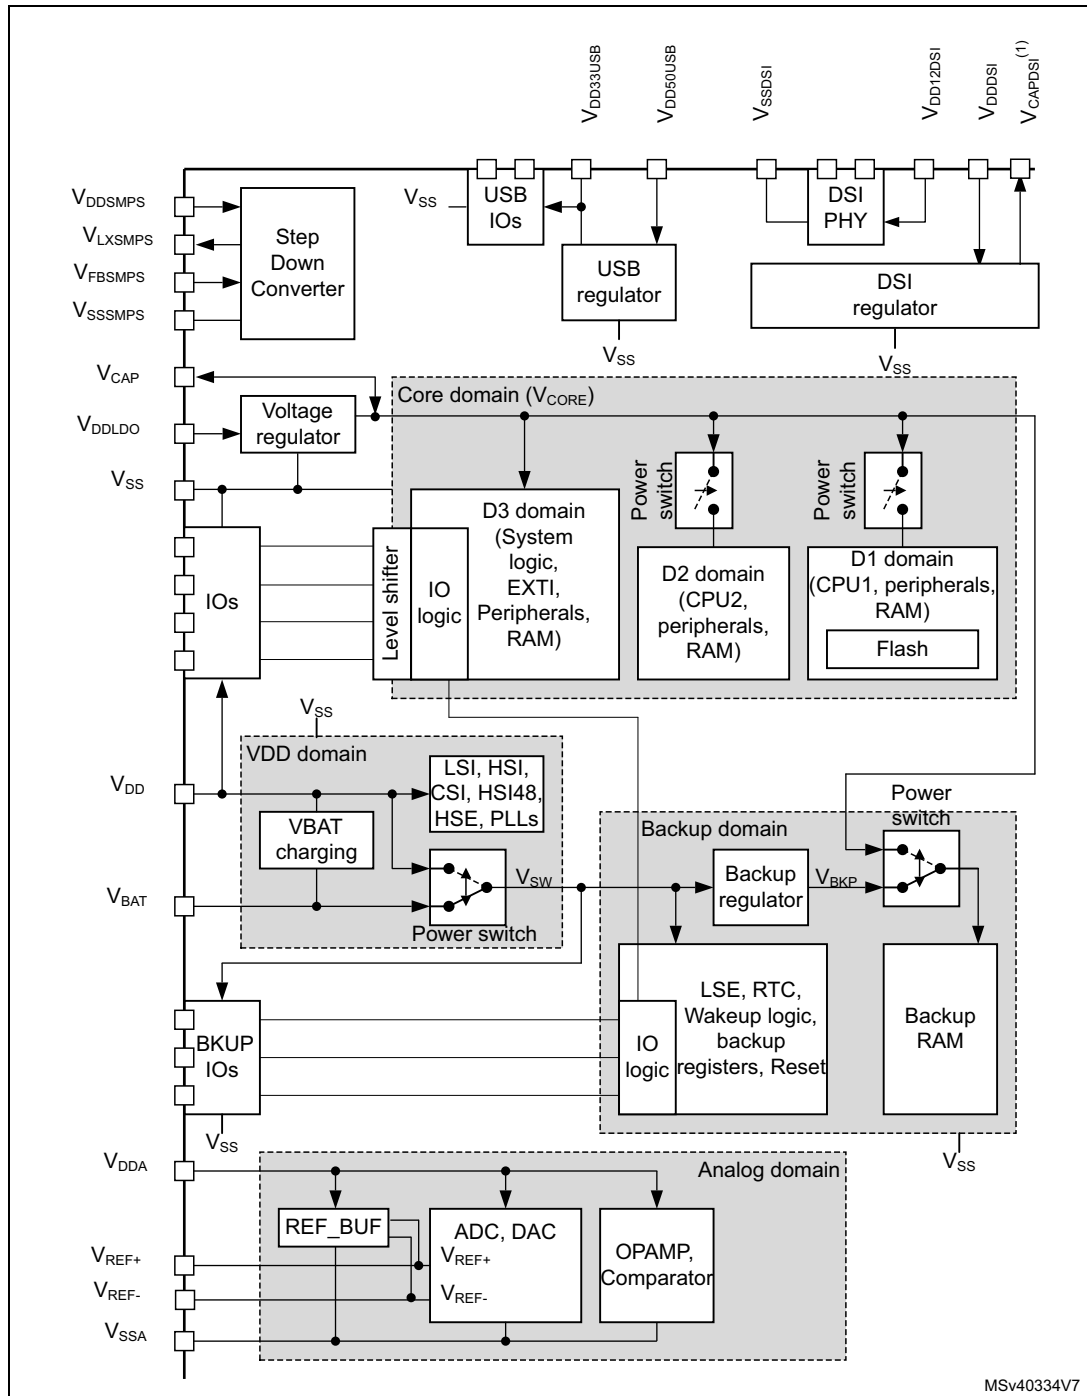 VDD33USB
VDD50USB
VSSDSI
VDD12DSI
VDDDSI
VCAPDSI(1)
VDDSMPS
VLXSMPS
VFBSMPS
VSSSMPS
Step
Down
Converter
VSS
USB
IOs
DSI
PHY
USB
regulator
VSS
DSI
regulator
VSS
VCAP
VDDLDO
VSS
Voltage
regulator
Core domain (VCORE)
Power
switch
Power
switch
IOs
Level shifter
IO
logic
D3 domain
(System
logic,
EXTI,
Peripherals,
RAM)
D2 domain
(CPU2,
peripherals,
RAM)
D1 domain
(CPU1, peripherals,
RAM)
Flash
VSS
VDD domain
VDD
LSI, HSI,
CSI, HSI48,
HSE, PLLs
VBAT
charging
VBAT
VSW
Power switch
Backup domain
Power
switch
Backup
regulator
VBKP
BKUP
IOs
VSS
IO
logic
LSE, RTC,
Wakeup logic,
backup
registers, Reset
Backup
RAM
VSS
VDDA
Analog domain
REF_BUF
ADC, DAC
VREF+
VREF-
OPAMP,
Comparator
VREF+
VREF-
VSSA
MSv40334V7